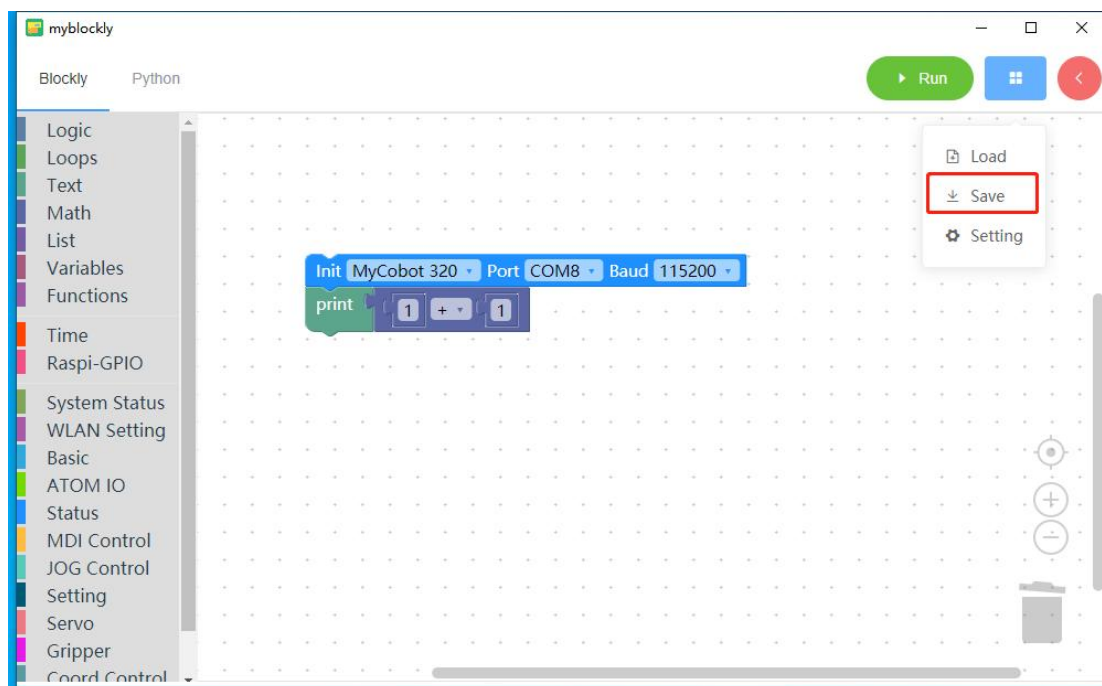 myblockly
Blockly Python
Run
Logic
Loops
Text
Math
List
Variables
Functions
Time
Raspi-GPIO
System Status
WLAN Setting
Basic
ATOM IO
Status
MDI Control
JOG Control
Setting
Servo
Gripper
Coord Control
Init MyCobot 320 Port COM8 Baud 115200
print 1 + 1
Load
Save
Setting